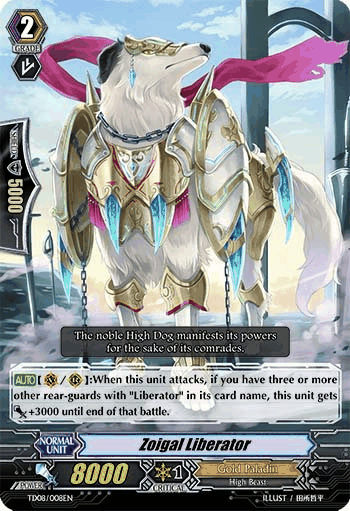 2
GRADE
SHIELD
5000
The noble High Dog manifests its powers
for the sake of its comrades.
AUTO [ / ]:When this unit attacks, if you have three or more
other rear-guards with "Liberator" in its card name, this unit gets
+3000 until end of that battle.
NORMAL
UNIT
Zoigal Liberator
POWER
8000
1
CRITICAL
Gold Paladin
High Beast
TD08/008EN
ILLUST / 田所哲平